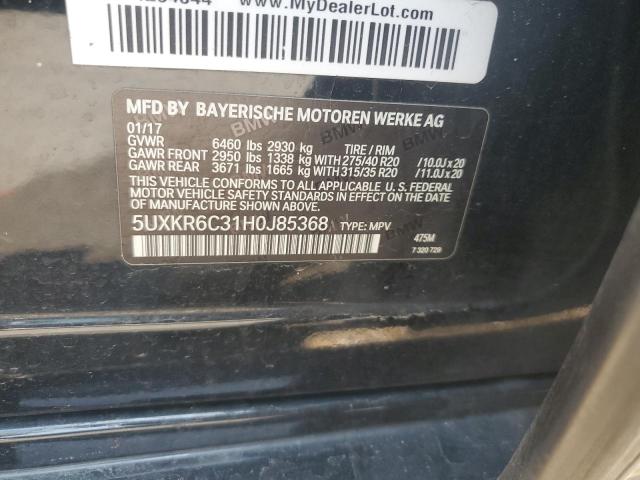 www.MyDealerLot.com
MFD BY BAYERISCHE MOTOREN WERKE AG
01/17
GVWR 6460 lbs 2930 kg TIRE / RIM
GAWR FRONT 2950 lbs 1338 kg WITH 275/40 R20 /10.0J x 20
GAWR REAR 3671 lbs 1665 kg WITH 315/35 R20 /11.0J x 20
THIS VEHICLE CONFORMS TO ALL APPLICABLE U. S. FEDERAL
MOTOR VEHICLE SAFETY STANDARDS IN EFFECT ON THE DATE
OF MANUFACTURE SHOWN ABOVE.
5UXKR6C31H0J85368 TYPE: MPV
475M
7 320 729